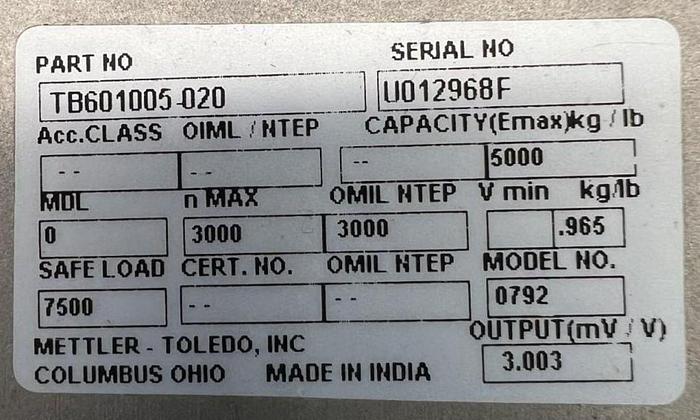 PART NO SERIAL NO
TB601005-020 U012968F
Acc.CLASS OIML / NTEP CAPACITY(Emax)kg / lb
-- -- -- 5000
MDL n MAX OMIL NTEP V min kg/lb
0 3000 3000 .965
SAFE LOAD CERT. NO. OMIL NTEP MODEL NO.
7500 -- -- 0792
OUTPUT(mV / V)
METTLER - TOLEDO, INC 3.003
COLUMBUS OHIO MADE IN INDIA